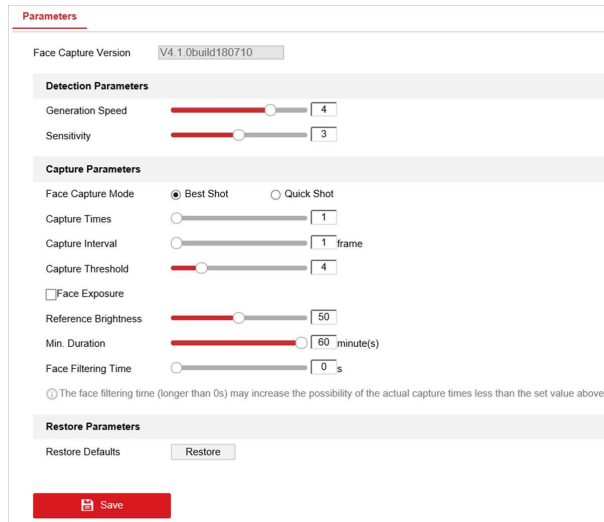 Parameters
Face Capture Version V4.1.0build180710
Detection Parameters
Generation Speed 4
Sensitivity 3
Capture Parameters
Face Capture Mode Best Shot Quick Shot
Capture Times 1
Capture Interval 1 frame
Capture Threshold 4
Face Exposure
Reference Brightness 50
Min. Duration 60 minute(s)
Face Filtering Time 0 s
The face filtering time (longer than 0s) may increase the possibility of the actual capture times less than the set value above
Restore Parameters
Restore Defaults Restore
Save